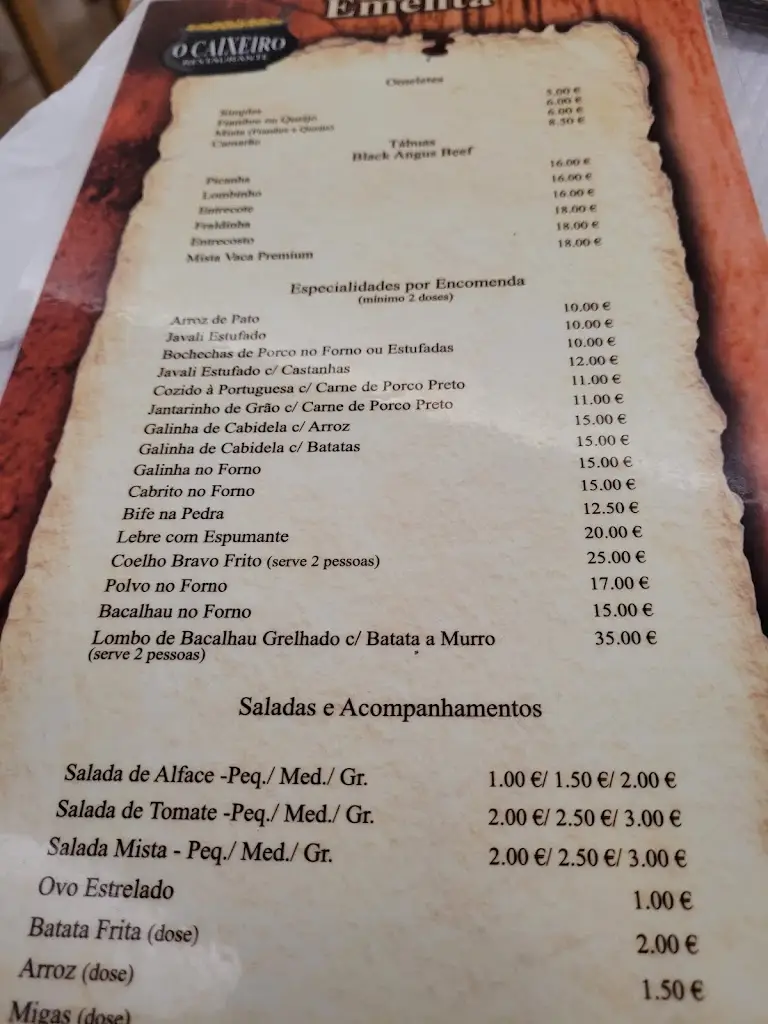 Ementa
O CAIXEIRO
RESTAURANTE
Omeletes
Simples 5.00 €
Fiambre ou Queijo 6.00 €
Mista (Fiambre e Queijo) 6.00 €
Camarão 8.50 €
Tábuas
Black Angus Beef
Picanha 16.00 €
Lombinho 16.00 €
Entrecote 16.00 €
Fraldinha 18.00 €
Entrecosto 18.00 €
Mista Vaca Premium 18.00 €
Especialidades por Encomenda
(mínimo 2 doses)
Arroz de Pato 10.00 €
Javali Estufado 10.00 €
Bochechas de Porco no Forno ou Estufadas 10.00 €
Javali Estufado c/ Castanhas 12.00 €
Cozido à Portuguesa c/ Carne de Porco Preto 11.00 €
Jantarinho de Grão c/ Carne de Porco Preto 11.00 €
Galinha de Cabidela c/ Arroz 15.00 €
Galinha de Cabidela c/ Batatas 15.00 €
Galinha no Forno 15.00 €
Cabrito no Forno 15.00 €
Bife na Pedra 12.50 €
Lebre com Espumante 20.00 €
Coelho Bravo Frito (serve 2 pessoas) 25.00 €
Polvo no Forno 17.00 €
Bacalhau no Forno 15.00 €
Lombo de Bacalhau Grelhado c/ Batata a Murro 35.00 €
(serve 2 pessoas)
Saladas e Acompanhamentos
Salada de Alface -Peq./ Med./ Gr. 1.00 €/ 1.50 €/ 2.00 €
Salada de Tomate -Peq./ Med./ Gr. 2.00 €/ 2.50 €/ 3.00 €
Salada Mista - Peq./ Med./ Gr. 2.00 €/ 2.50 €/ 3.00 €
Ovo Estrelado 1.00 €
Batata Frita (dose) 2.00 €
Arroz (dose) 1.50 €
Migas (dose)